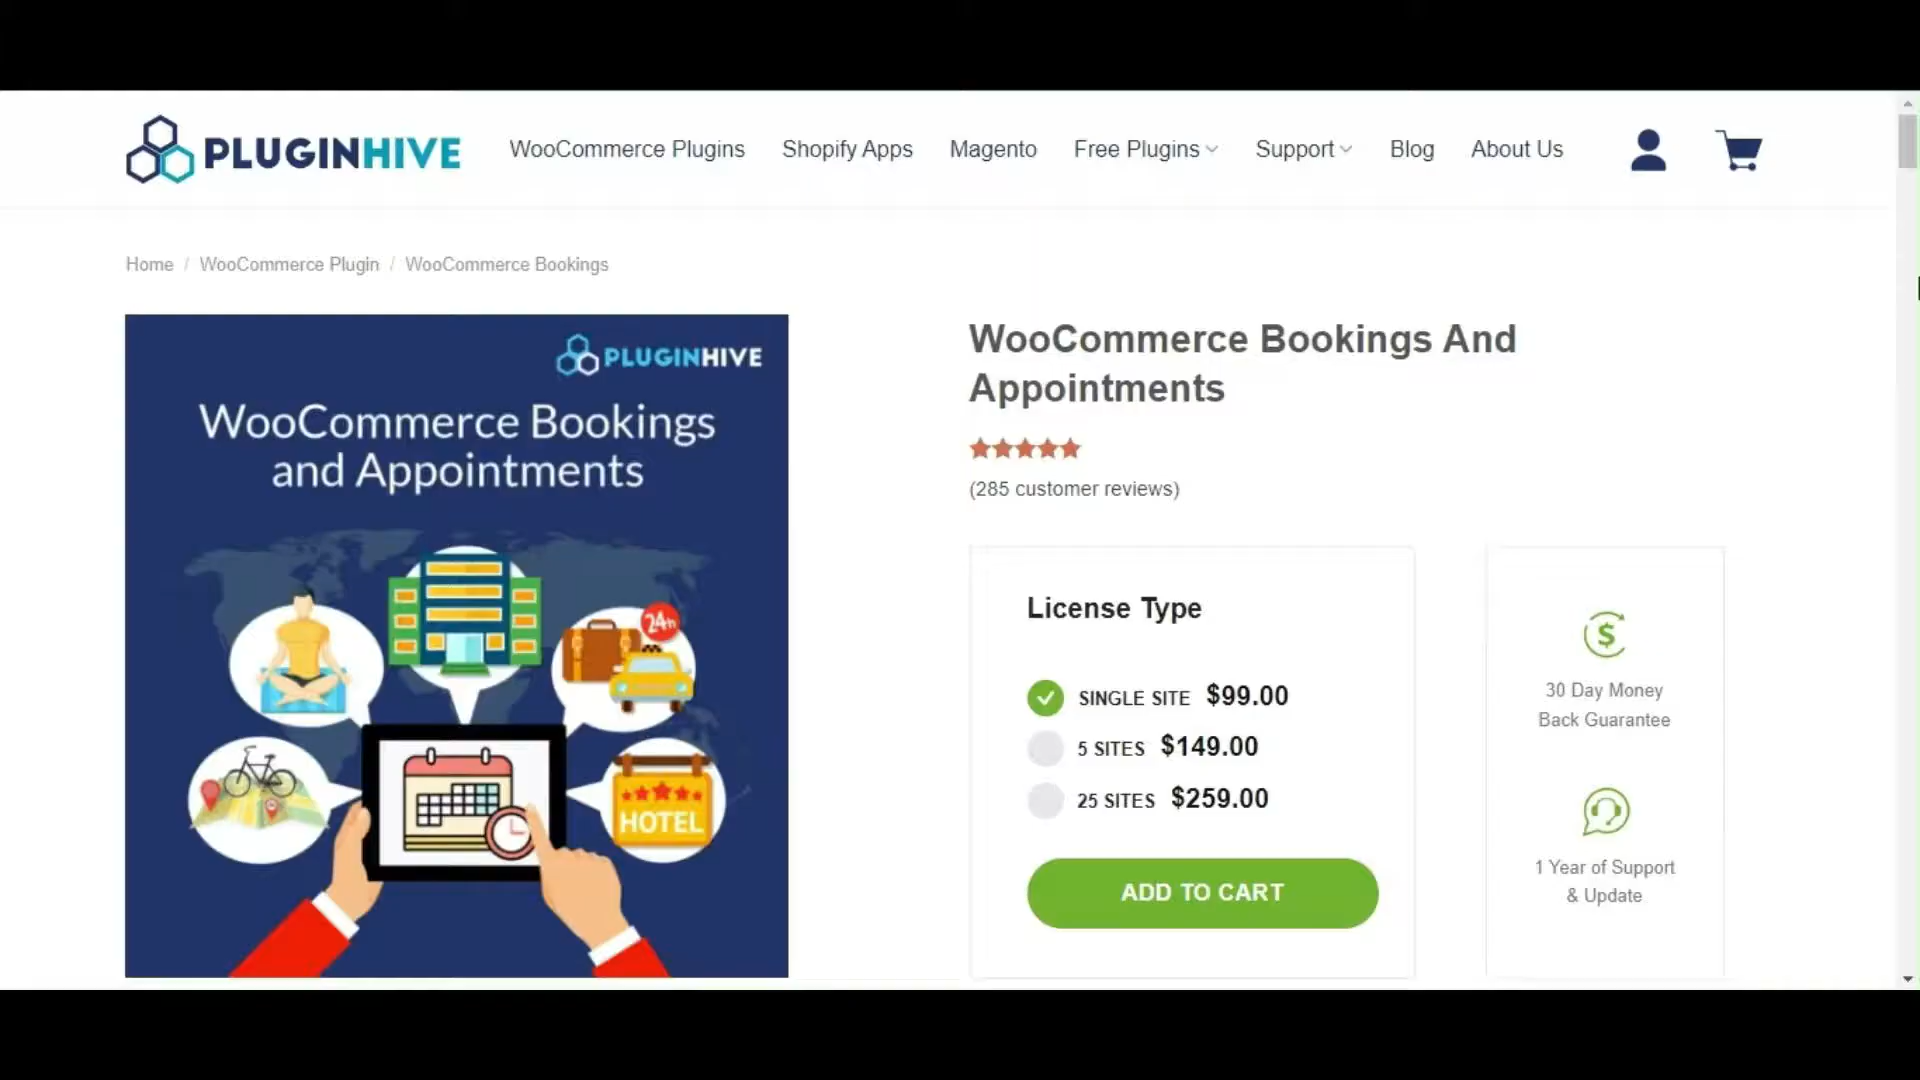 PLUGINHIVE
WooCommerce Plugins
Shopify Apps
Magento
Free Plugins
Support
Blog
About Us
Home / WooCommerce Plugin / WooCommerce Bookings
PLUGINHIVE
WooCommerce Bookings
and Appointments
24h
HOTEL
WooCommerce Bookings And
Appointments
(285 customer reviews)
License Type
SINGLE SITE $99.00
5 SITES $149.00
25 SITES $259.00
ADD TO CART
$
30 Day Money
Back Guarantee
1 Year of Support
& Update